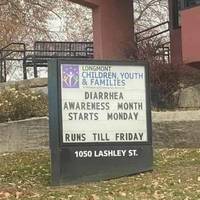 LONGMONT
CHILDREN, YOUTH
& FAMILIES
DIARRHEA
AWARENESS MONTH
STARTS MONDAY
RUNS TILL FRIDAY
1050 LASHLEY ST.